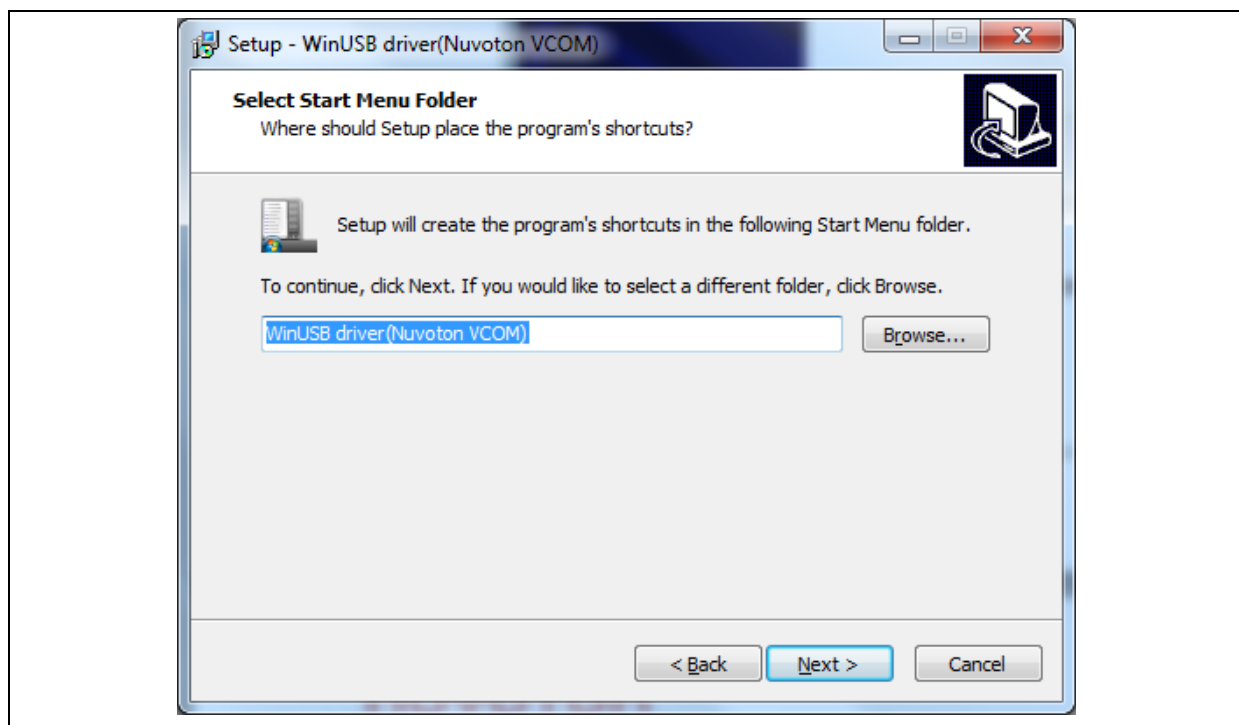 Setup - WinUSB driver(Nuvoton VCOM)
Select Start Menu Folder
Where should Setup place the program's shortcuts?
Setup will create the program's shortcuts in the following Start Menu folder.
To continue, click Next. If you would like to select a different folder, click Browse.
WinUSB driver(Nuvoton VCOM)
Browse...
< Back
Next >
Cancel